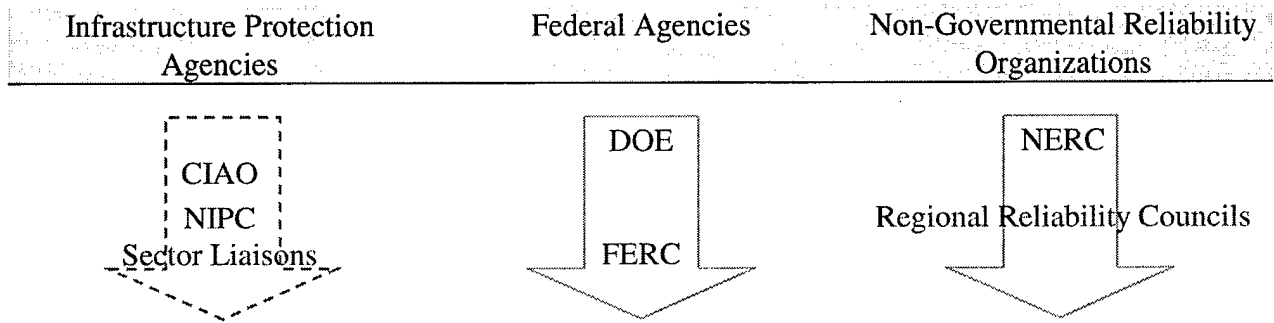 Infrastructure Protection
Agencies
Federal Agencies
Non-Governmental Reliability
Organizations
CIAO
NIPC
Sector Liaisons
DOE
FERC
NERC
Regional Reliability Councils